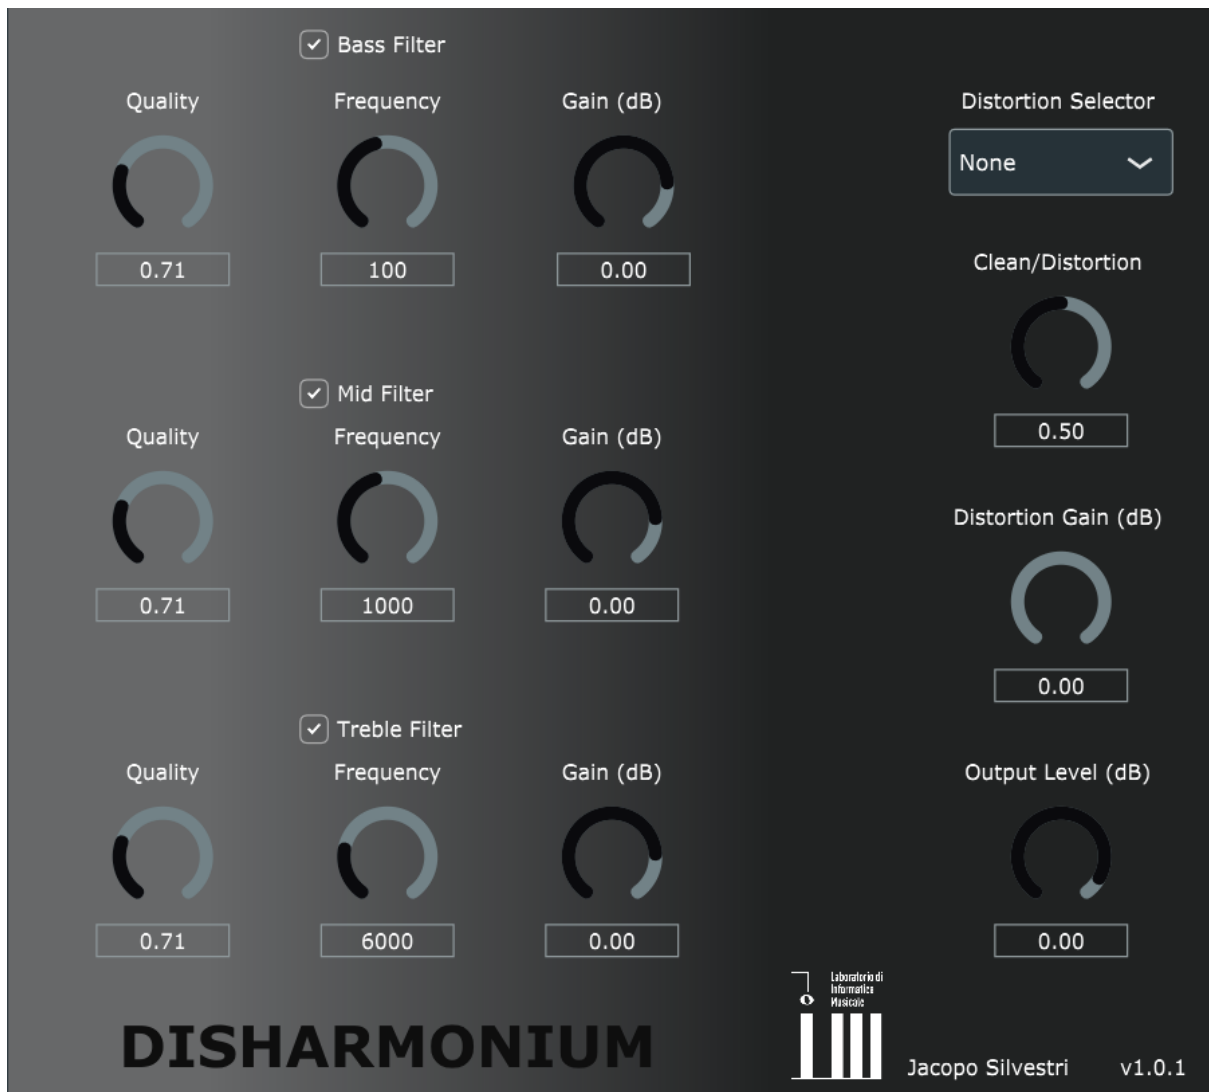 Bass Filter
Quality Frequency Gain (dB)
0.71 100 0.00
Mid Filter
Quality Frequency Gain (dB)
0.71 1000 0.00
Treble Filter
Quality Frequency Gain (dB)
0.71 6000 0.00
Distortion Selector
None
Clean/Distortion
0.50
Distortion Gain (dB)
0.00
Output Level (dB)
0.00
DISHARMONIUM
Laboratorio di
Informatica
Musicale
Jacopo Silvestri v1.0.1